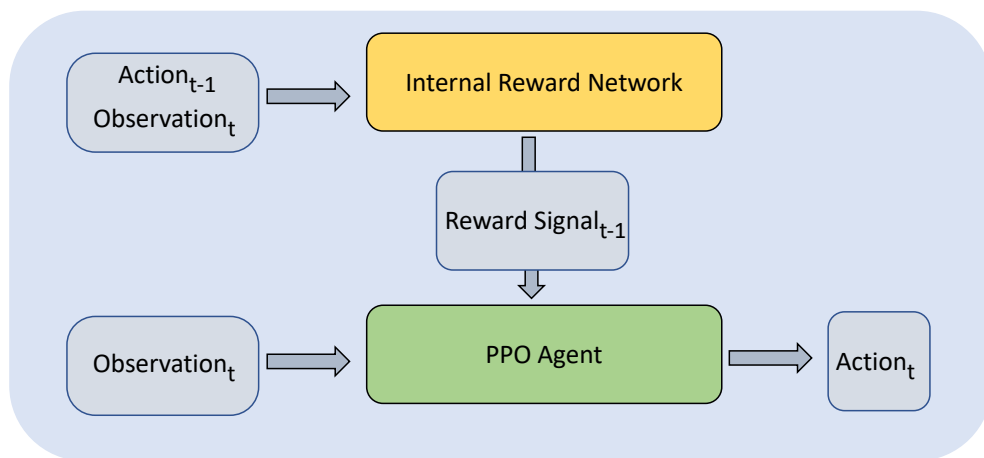 Action_{t-1}
Observation_t
Internal Reward Network
Reward Signal_{t-1}
Observation_t
PPO Agent
Action_t